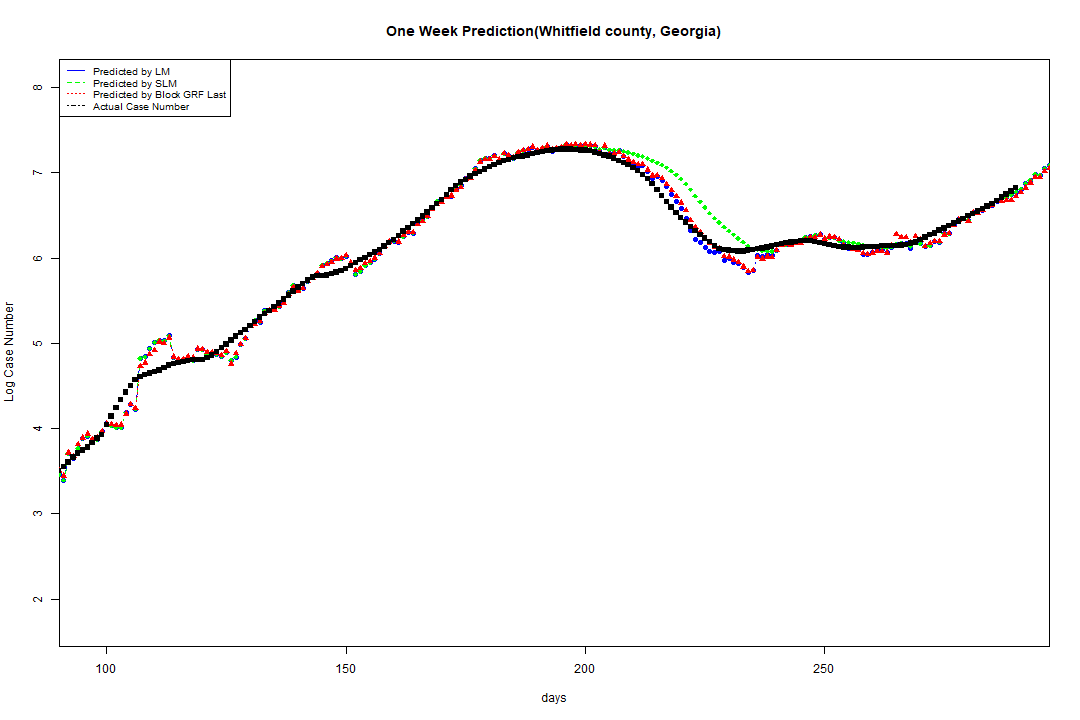 One Week Prediction(Whitfield county, Georgia)
Predicted by LM
Predicted by SLM
Predicted by Block GRF Last
Actual Case Number
8
7
6
5
4
3
2
Log Case Number
100 150 200 250
days